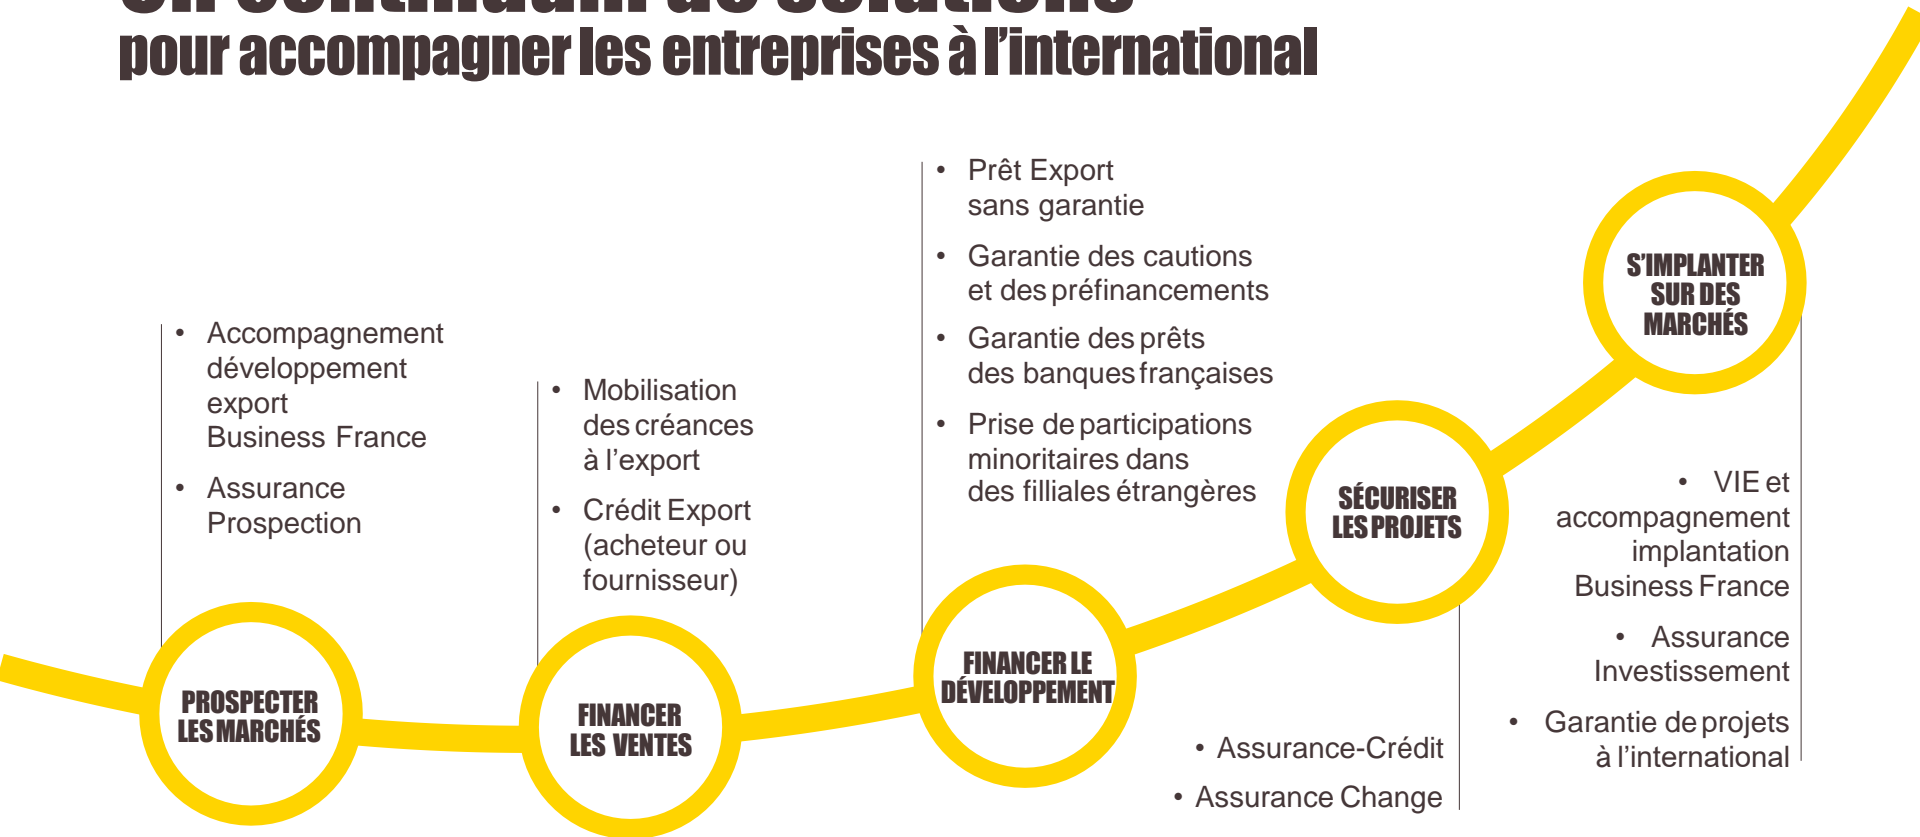 un continuum de solutions
pour accompagner les entreprises à l'international
• Accompagnement
développement
export
Business France
• Assurance
Prospection
PROSPECTER
LES MARCHÉS
• Mobilisation
des créances
à l'export
• Crédit Export
(acheteur ou
fournisseur)
FINANCER
LES VENTES
• Prêt Export
sans garantie
• Garantie des cautions
et des préfinancements
• Garantie des prêts
des banques françaises
• Prise de participations
minoritaires dans
des filliales étrangères
FINANCER LE
DÉVELOPPEMENT
SÉCURISER
LES PROJETS
• Assurance-Crédit
• Assurance Change
S'IMPLANTER
SUR DES
MARCHÉS
• VIE et
accompagnement
implantation
Business France
• Assurance
Investissement
• Garantie de projets
à l'international